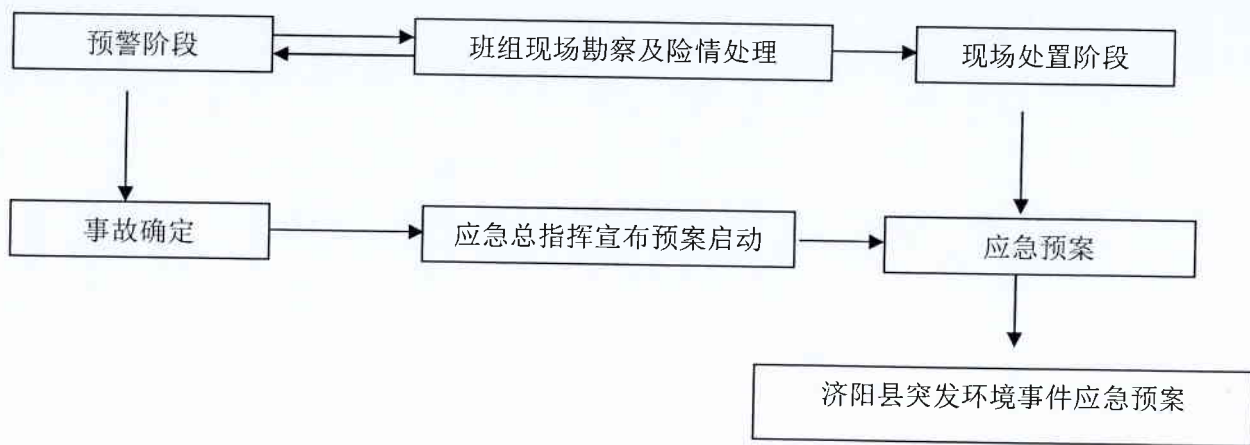 预警阶段
班组现场勘察及险情处理
现场处置阶段
事故确定
应急总指挥宣布预案启动
应急预案
济阳县突发环境事件应急预案